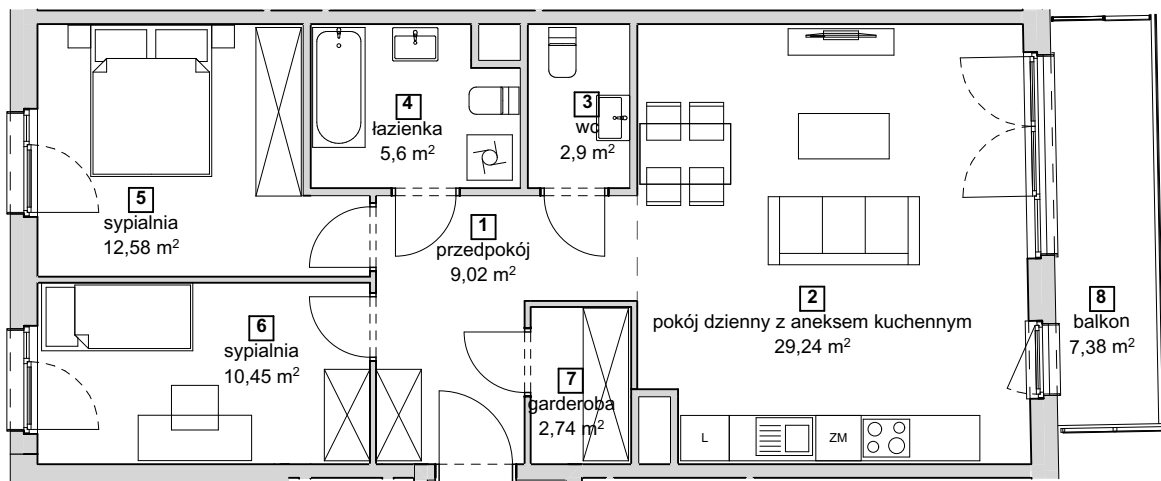 1
przedpokój
9,02 m²
2
pokój dzienny z aneksem kuchennym
29,24 m²
3
wc
2,9 m²
4
łazienka
5,6 m²
5
sypialnia
12,58 m²
6
sypialnia
10,45 m²
7
garderoba
2,74 m²
8
balkon
7,38 m²
L
ZM